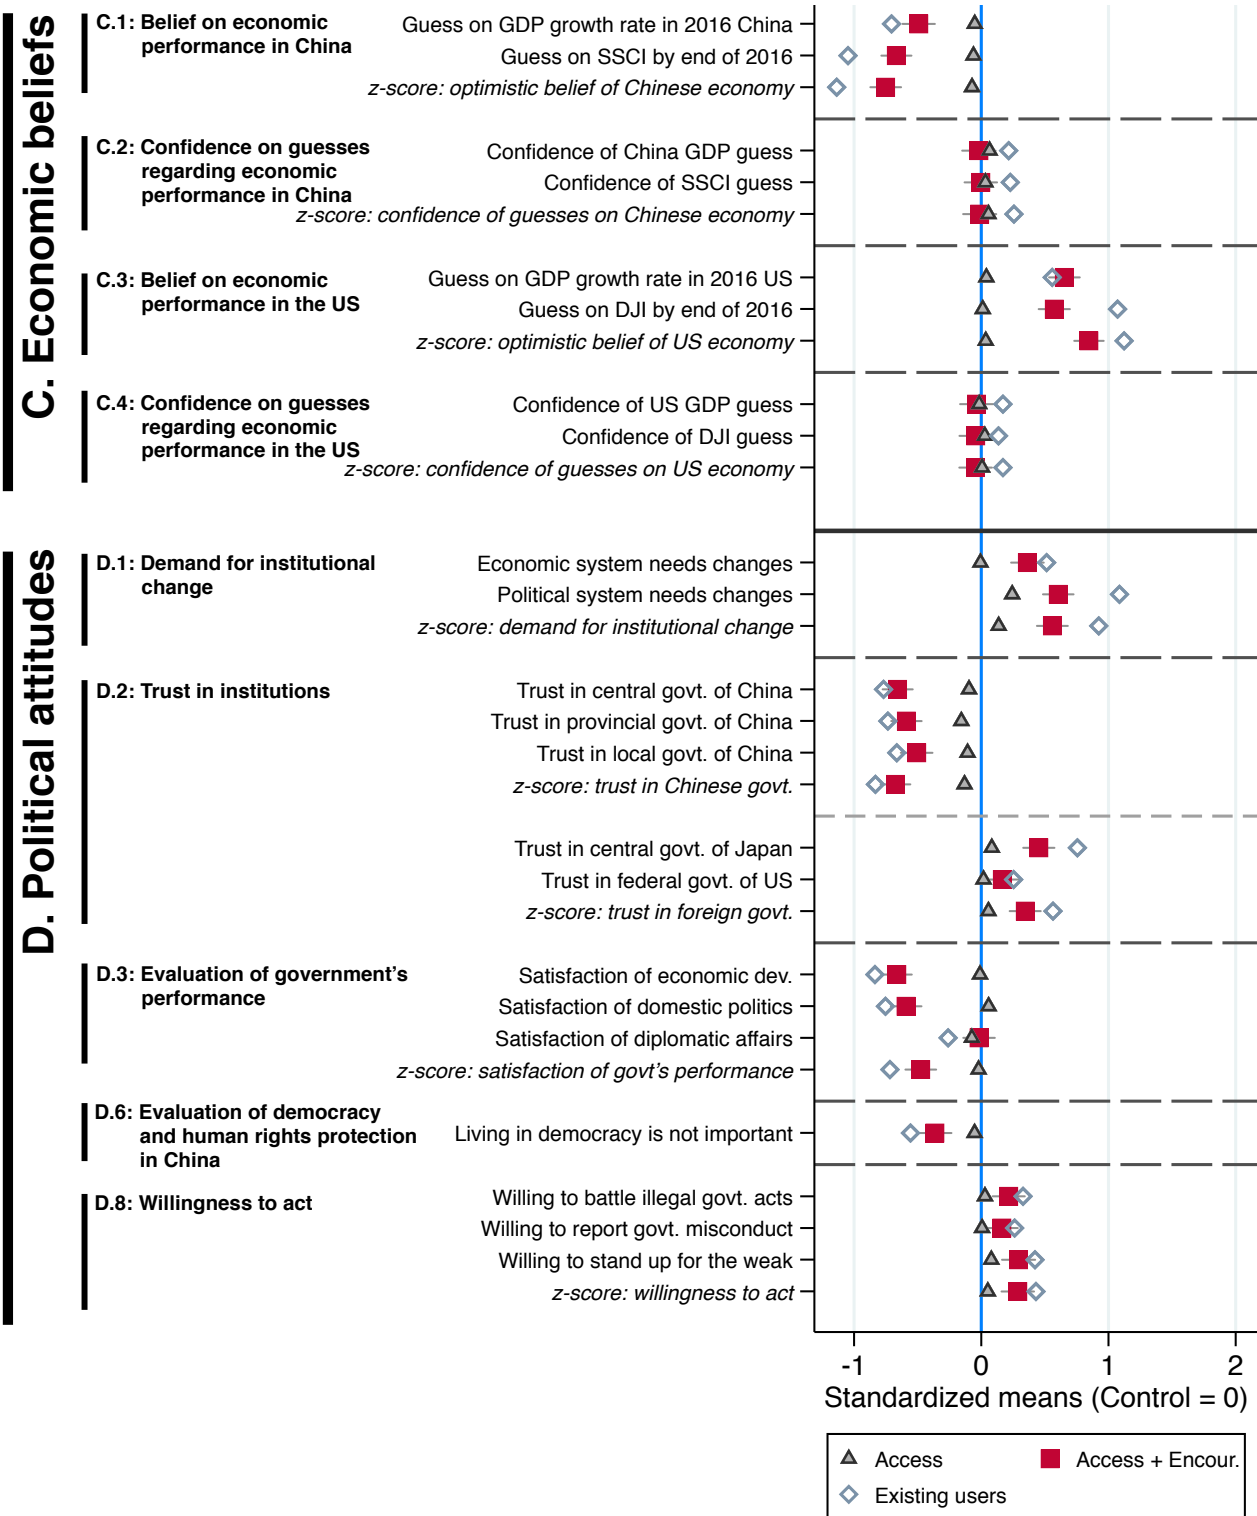 C. Economic beliefs
C.1: Belief on economic
performance in China
Guess on GDP growth rate in 2016 China
Guess on SSCI by end of 2016
z-score: optimistic belief of Chinese economy
C.2: Confidence on guesses
regarding economic
performance in China
Confidence of China GDP guess
Confidence of SSCI guess
z-score: confidence of guesses on Chinese economy
C.3: Belief on economic
performance in the US
Guess on GDP growth rate in 2016 US
Guess on DJI by end of 2016
z-score: optimistic belief of US economy
C.4: Confidence on guesses
regarding economic
performance in the US
Confidence of US GDP guess
Confidence of DJI guess
z-score: confidence of guesses on US economy
D. Political attitudes
D.1: Demand for institutional
change
Economic system needs changes
Political system needs changes
z-score: demand for institutional change
D.2: Trust in institutions
Trust in central govt. of China
Trust in provincial govt. of China
Trust in local govt. of China
z-score: trust in Chinese govt.
Trust in central govt. of Japan
Trust in federal govt. of US
z-score: trust in foreign govt.
D.3: Evaluation of government's
performance
Satisfaction of economic dev.
Satisfaction of domestic politics
Satisfaction of diplomatic affairs
z-score: satisfaction of govt's performance
D.6: Evaluation of democracy
and human rights protection
in China
Living in democracy is not important
D.8: Willingness to act
Willing to battle illegal govt. acts
Willing to report govt. misconduct
Willing to stand up for the weak
z-score: willingness to act
-1 0 1 2
Standardized means (Control = 0)
Access
Access + Encour.
Existing users